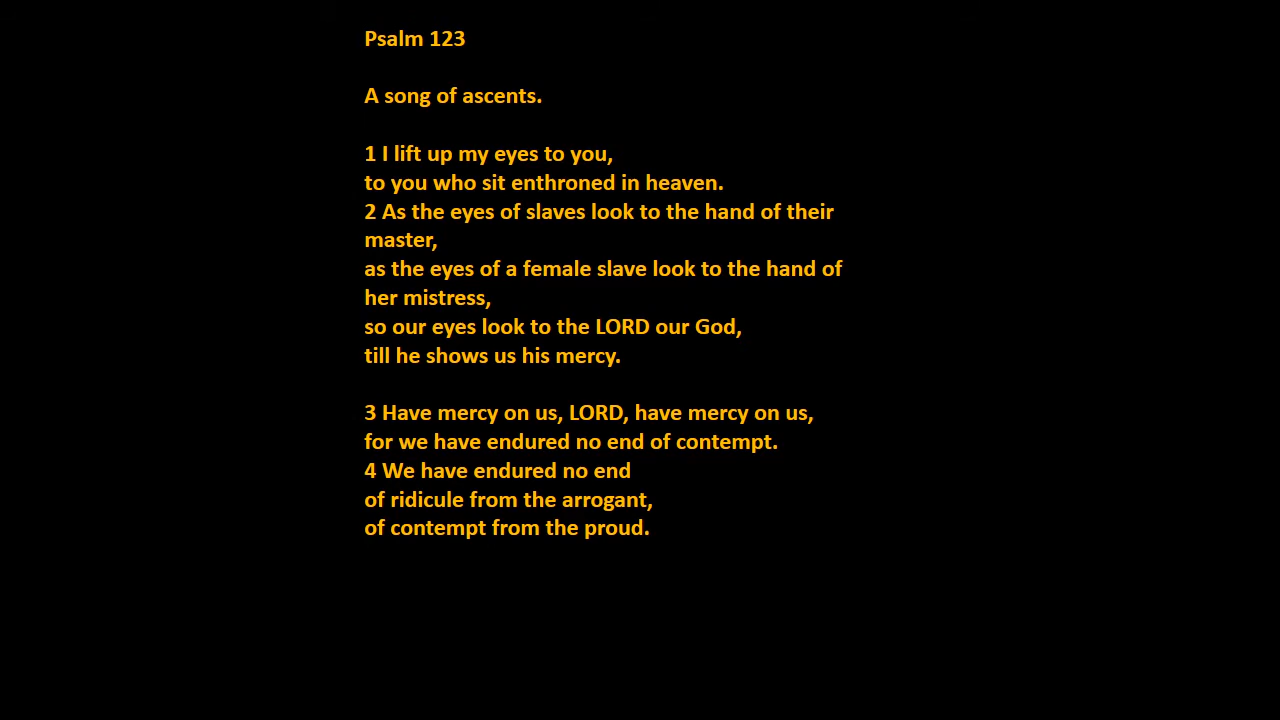 Psalm 123
A song of ascents.
1 I lift up my eyes to you,
to you who sit enthroned in heaven.
2 As the eyes of slaves look to the hand of their
master,
as the eyes of a female slave look to the hand of
her mistress,
so our eyes look to the LORD our God,
till he shows us his mercy.
3 Have mercy on us, LORD, have mercy on us,
for we have endured no end of contempt.
4 We have endured no end
of ridicule from the arrogant,
of contempt from the proud.